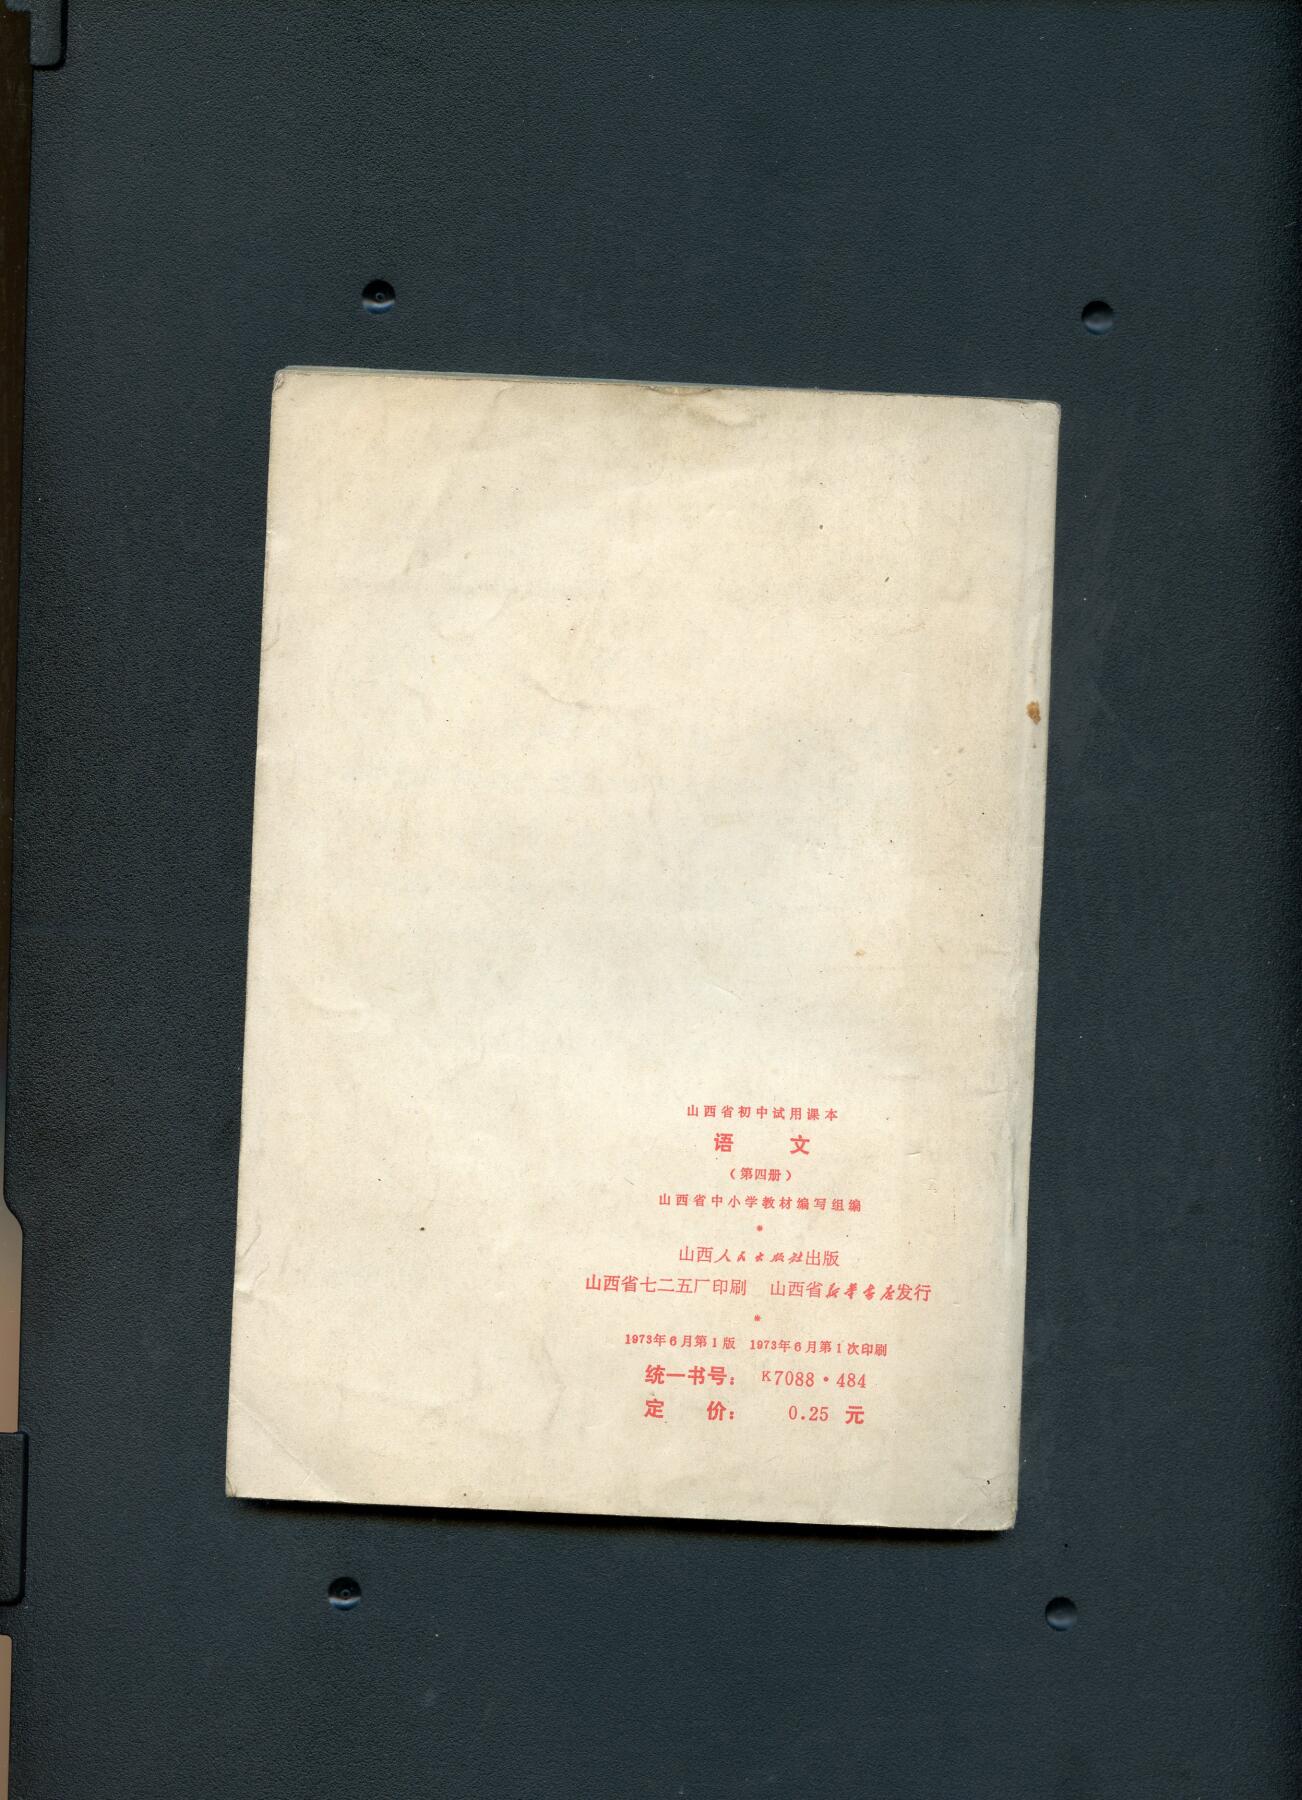 山西省初中试用课本
语 文
（第四册）
山西省中小学教材编写组编
*
山西人民出版社出版
山西省七二五厂印刷 山西省新华书店发行
*
1973年6月第1版 1973年6月第1次印刷
统一书号： K7088·484
定 价： 0.25 元